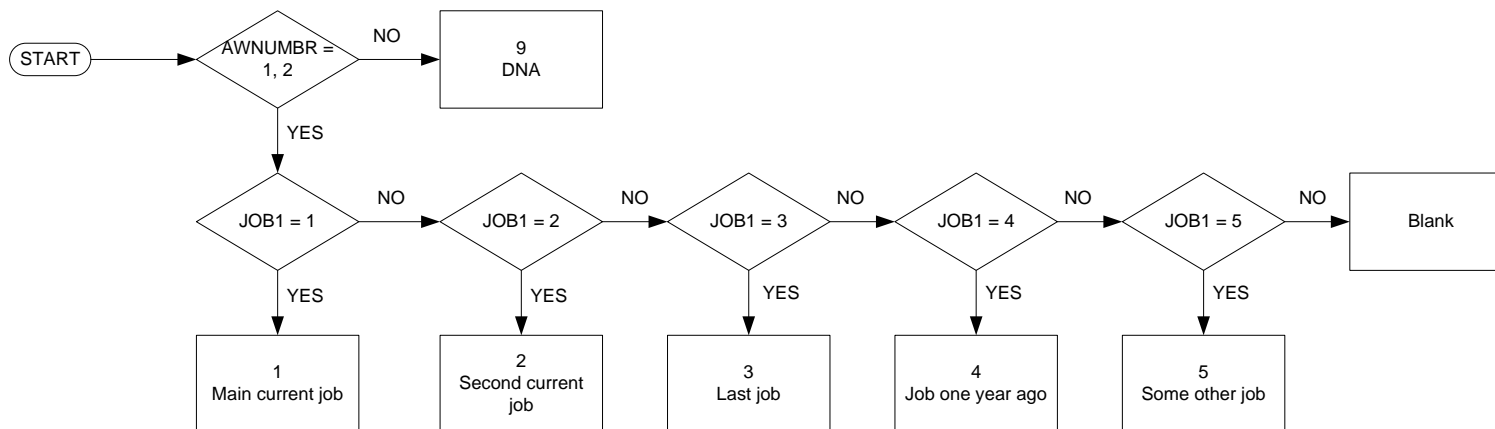 START
AWNUMBR =
1, 2
NO
9
DNA
YES
JOB1 = 1
NO
JOB1 = 2
NO
JOB1 = 3
NO
JOB1 = 4
NO
JOB1 = 5
NO
Blank
YES
YES
YES
YES
YES
1
Main current job
2
Second current
job
3
Last job
4
Job one year ago
5
Some other job